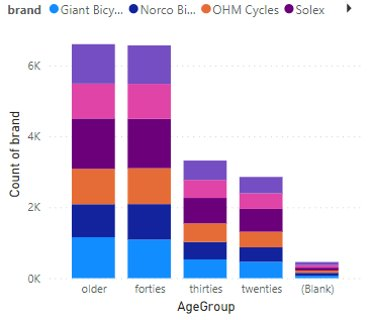 brand Giant Bicy... Norco Bi... OHM Cycles Solex
6K
4K
2K
0K
Count of brand
older forties thirties twenties (Blank)
AgeGroup